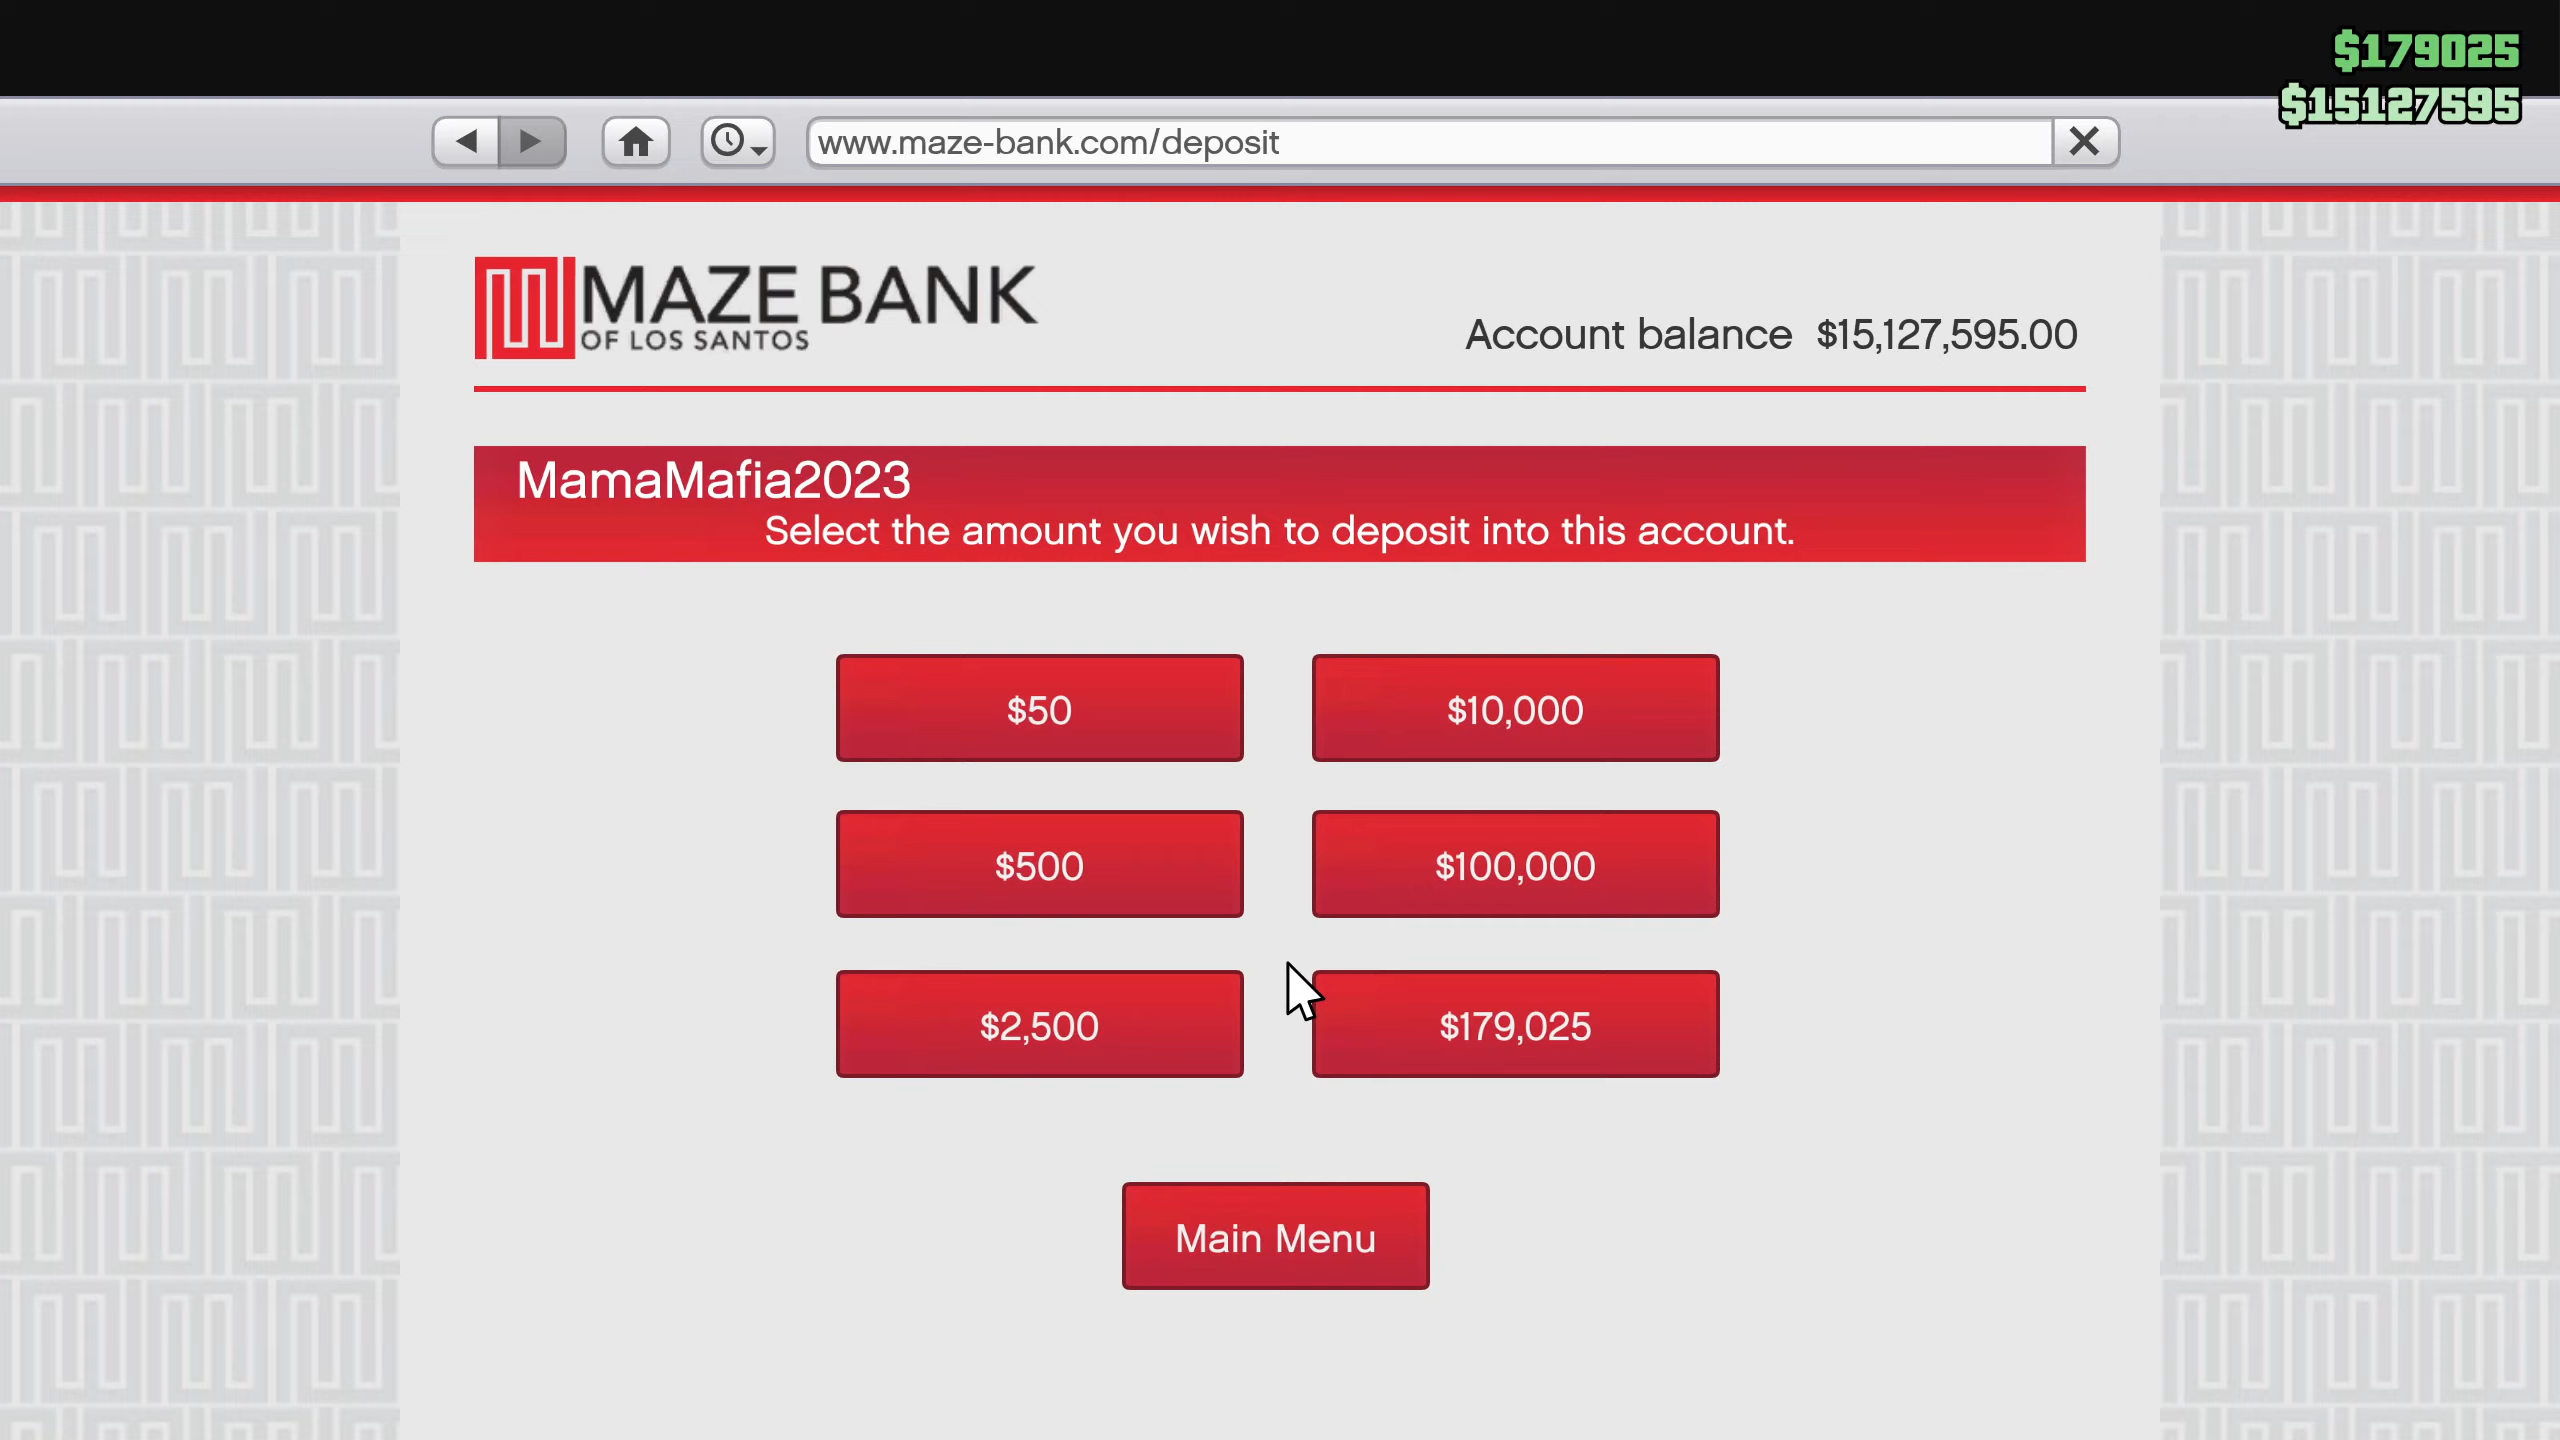 $179025
$15127595
www.maze-bank.com/deposit
MAZE BANK
OF LOS SANTOS
Account balance $15,127,595.00
MamaMafia2023
Select the amount you wish to deposit into this account.
$50
$10,000
$500
$100,000
$2,500
$179,025
Main Menu